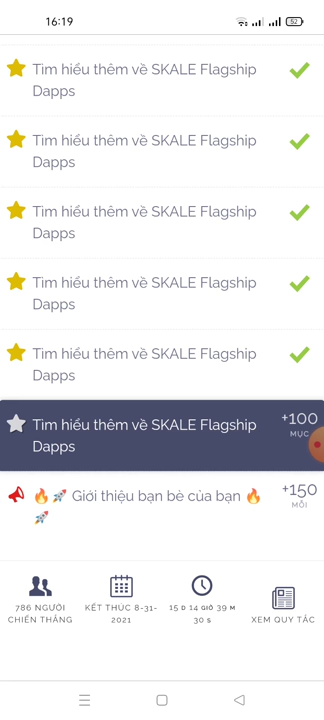 16:19
52
Tìm hiểu thêm về SKALE Flagship
Dapps
Tìm hiểu thêm về SKALE Flagship
Dapps
Tìm hiểu thêm về SKALE Flagship
Dapps
Tìm hiểu thêm về SKALE Flagship
Dapps
Tìm hiểu thêm về SKALE Flagship
Dapps
Tìm hiểu thêm về SKALE Flagship
Dapps
+100
MỤC
🔥🚀 Giới thiệu bạn bè của bạn 🔥
🚀
+150
MỖI
786 NGƯỜI
CHIẾN THẮNG
KẾT THÚC 8-31-
2021
15 D 14 GIỜ 39 M
30 S
XEM QUY TẮC